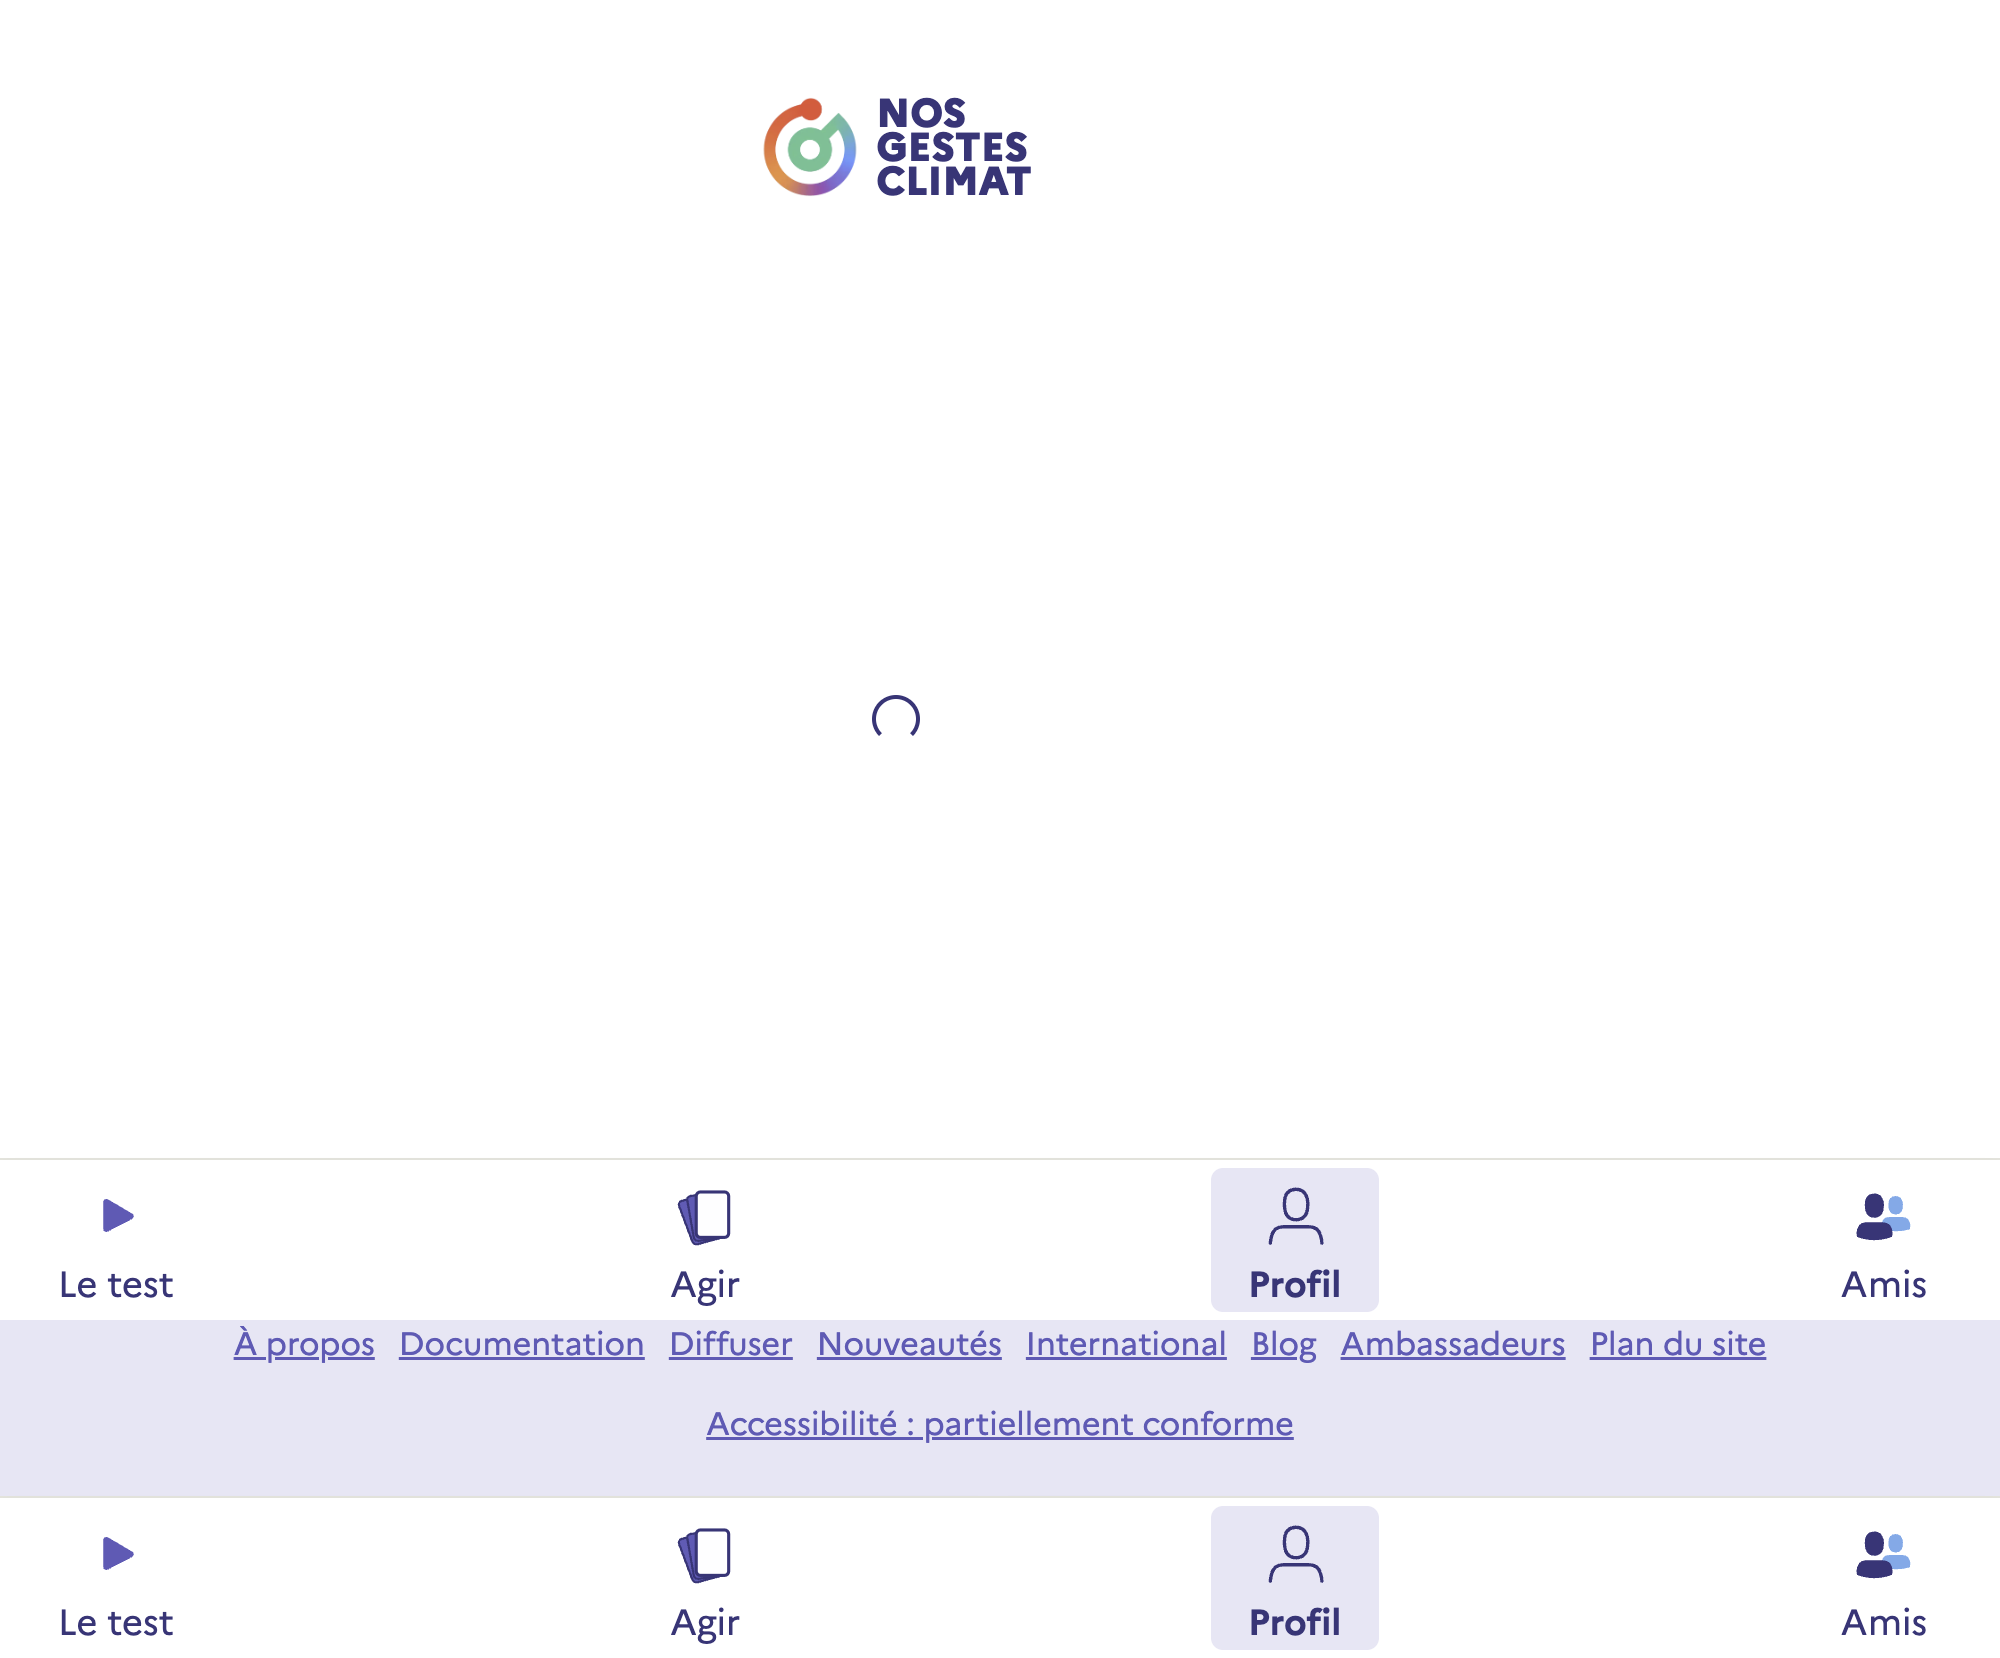 NOS
GESTES
CLIMAT
Le test Agir Profil Amis
À propos Documentation Diffuser Nouveautés International Blog Ambassadeurs Plan du site
Accessibilité : partiellement conforme
Le test Agir Profil Amis